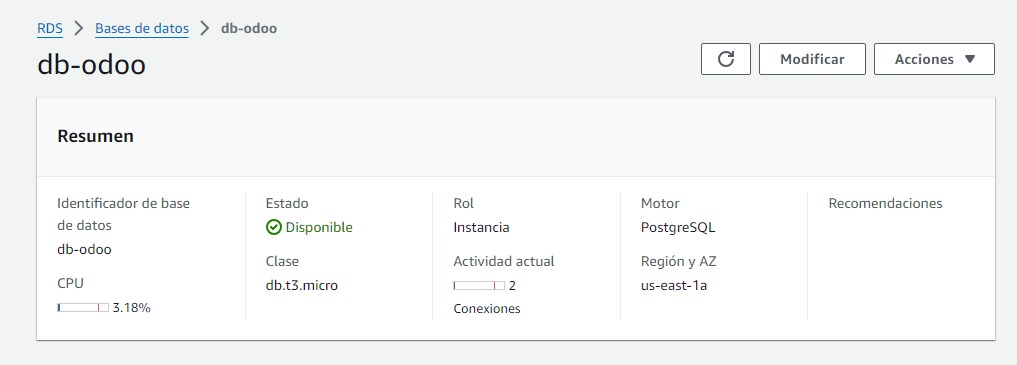 RDS > Bases de datos > db-odoo
db-odoo
Modificar
Acciones
Resumen
Identificador de base
de datos
db-odoo
CPU
3.18%
Estado
Disponible
Clase
db.t3.micro
Rol
Instancia
Actividad actual
2
Conexiones
Motor
PostgreSQL
Región y AZ
us-east-1a
Recomendaciones